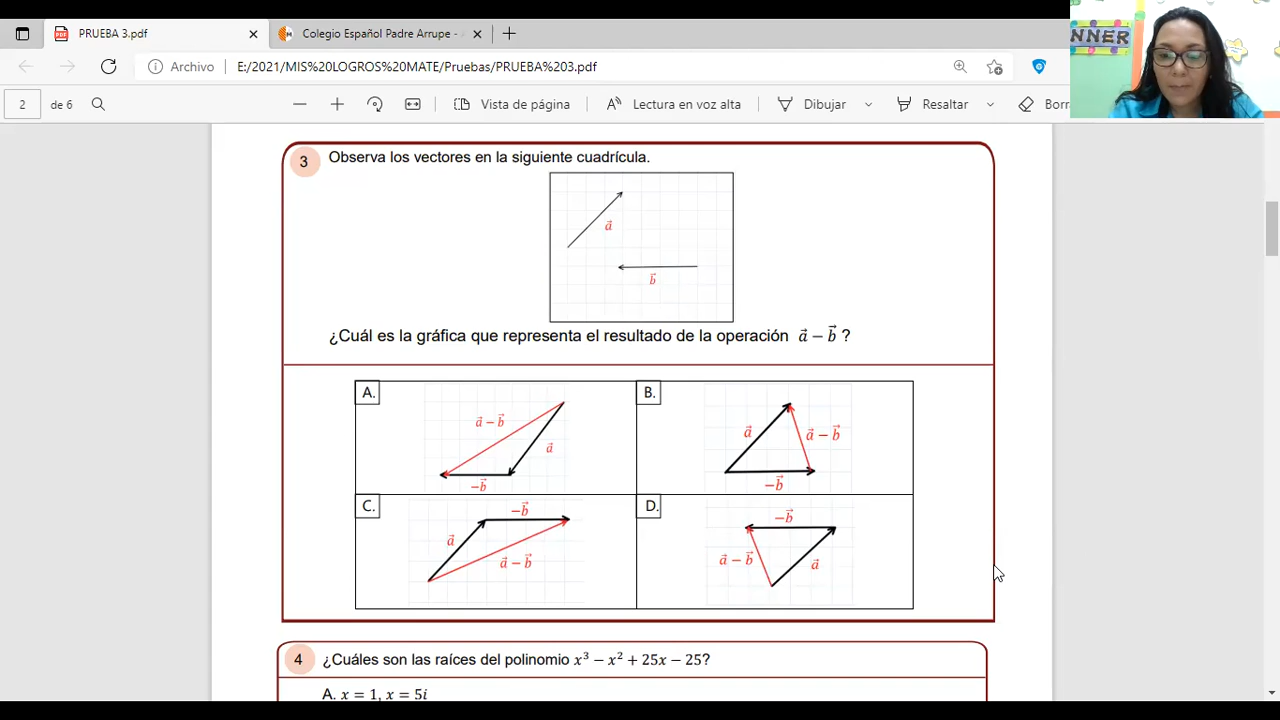 PRUEBA 3.pdf
Colegio Español Padre Arrupe -
Archivo E:/2021/MIS%20LOGROS%20MATE/Pruebas/PRUEBA%203.pdf
2 de 6 Vista de página Lectura en voz alta Dibujar Resaltar Borra
NNER
3 Observa los vectores en la siguiente cuadrícula.
a⃗
b⃗
¿Cuál es la gráfica que representa el resultado de la operación a⃗ − b⃗ ?
A.
a⃗ − b⃗
a⃗
−b⃗
B.
a⃗
a⃗ − b⃗
−b⃗
C.
−b⃗
a⃗
a⃗ − b⃗
D.
−b⃗
a⃗ − b⃗
a⃗
4 ¿Cuáles son las raíces del polinomio x³ − x² + 25x − 25?
A. x = 1, x = 5i